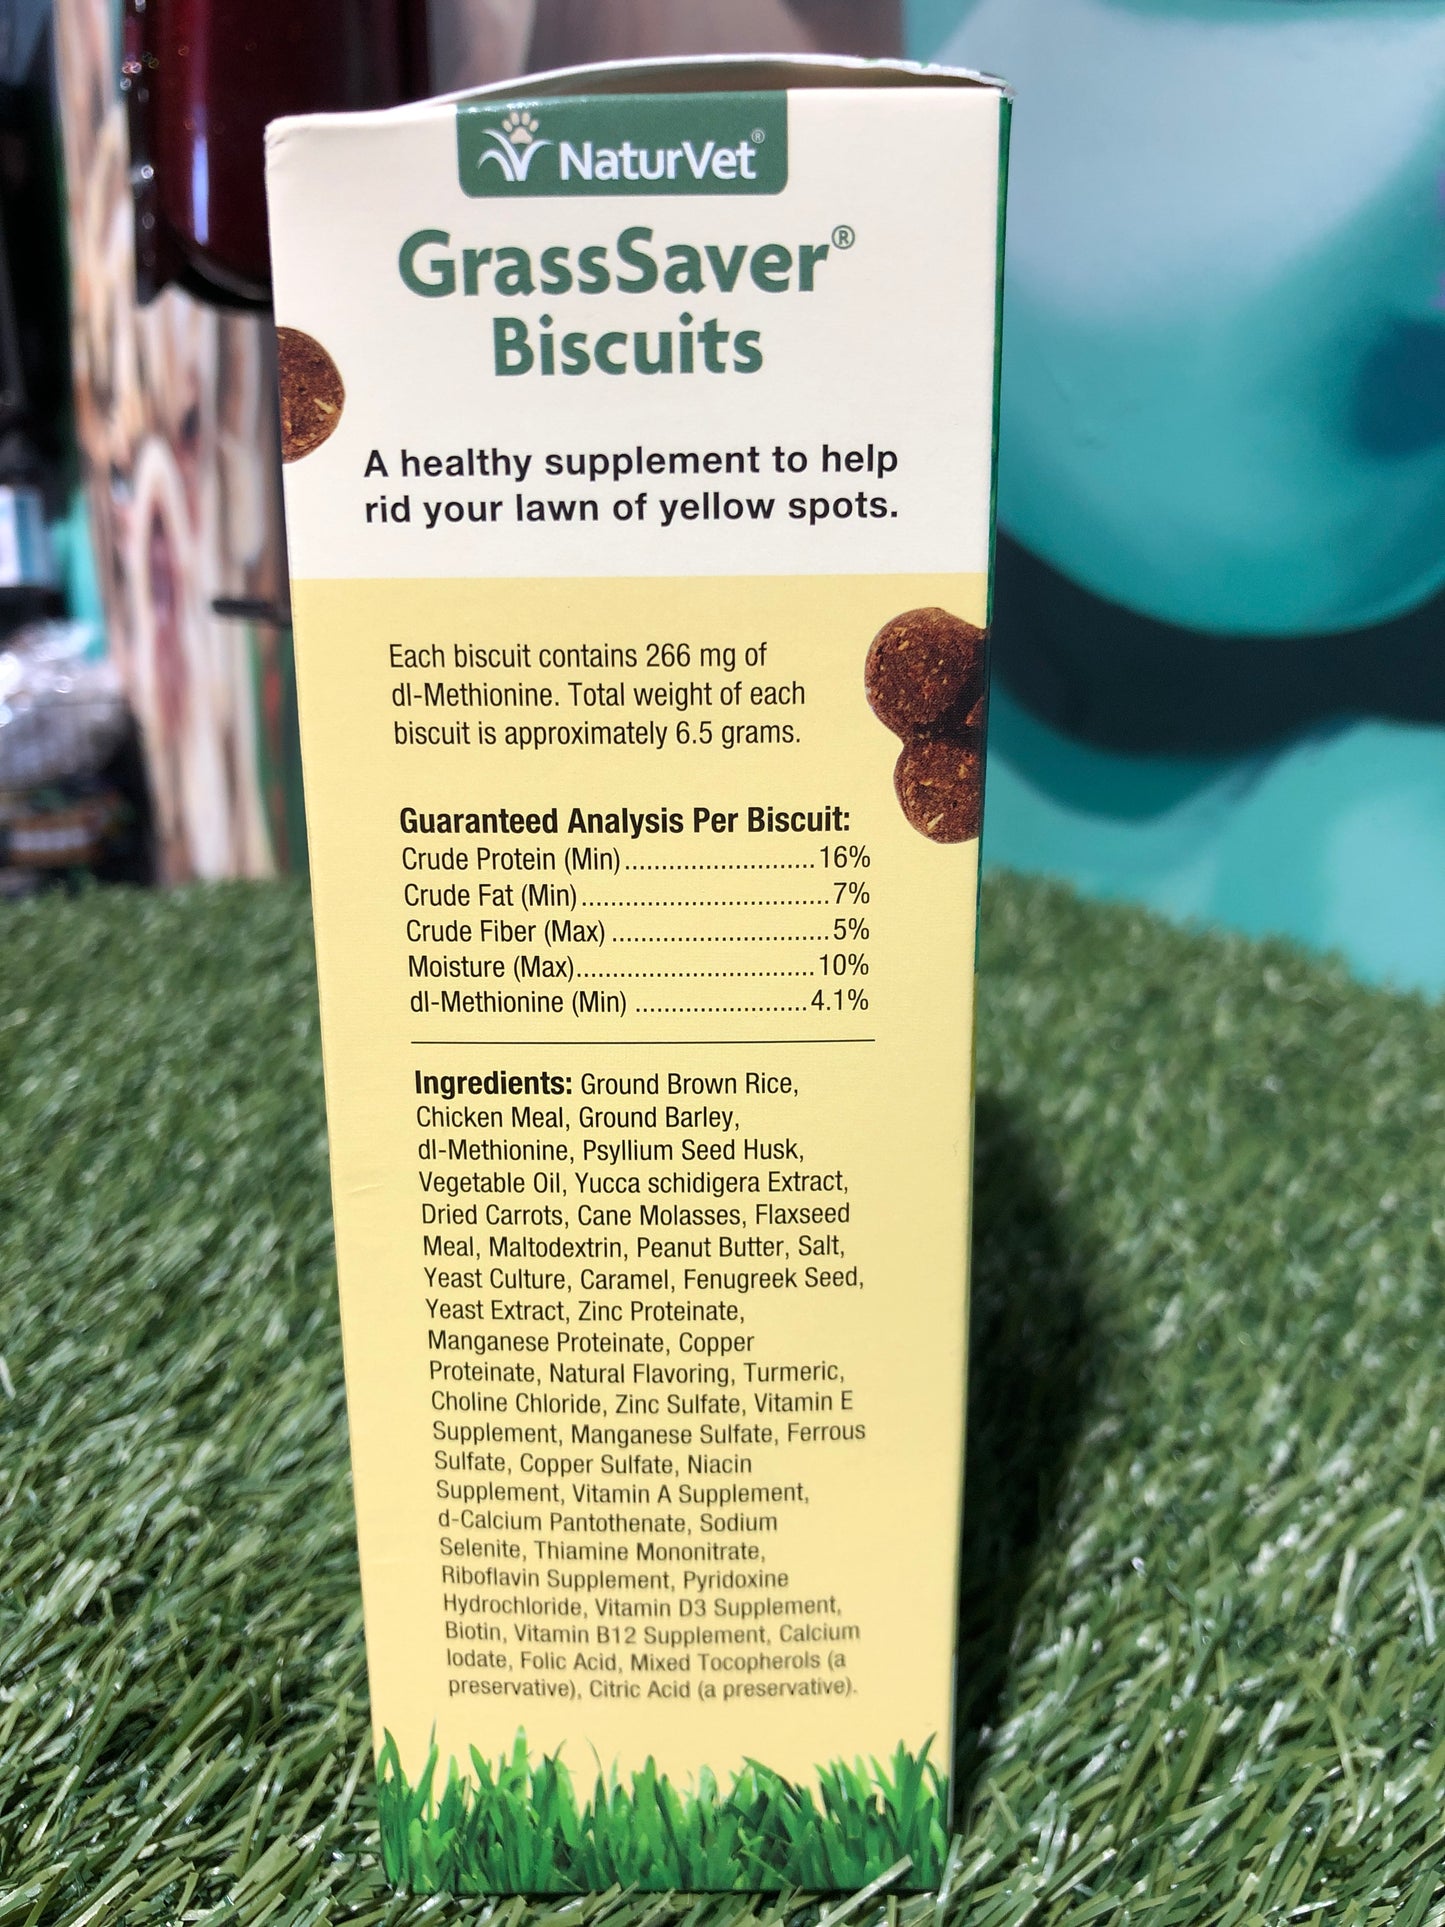 NaturVet®
GrassSaver®
Biscuits
A healthy supplement to help
rid your lawn of yellow spots.
Each biscuit contains 266 mg of
dl-Methionine. Total weight of each
biscuit is approximately 6.5 grams.
Guaranteed Analysis Per Biscuit:
Crude Protein (Min)..........................16%
Crude Fat (Min)...................................7%
Crude Fiber (Max) ..............................5%
Moisture (Max).................................10%
dl-Methionine (Min) ........................4.1%
Ingredients: Ground Brown Rice,
Chicken Meal, Ground Barley,
dl-Methionine, Psyllium Seed Husk,
Vegetable Oil, Yucca schidigera Extract,
Dried Carrots, Cane Molasses, Flaxseed
Meal, Maltodextrin, Peanut Butter, Salt,
Yeast Culture, Caramel, Fenugreek Seed,
Yeast Extract, Zinc Proteinate,
Manganese Proteinate, Copper
Proteinate, Natural Flavoring, Turmeric,
Choline Chloride, Zinc Sulfate, Vitamin E
Supplement, Manganese Sulfate, Ferrous
Sulfate, Copper Sulfate, Niacin
Supplement, Vitamin A Supplement,
d-Calcium Pantothenate, Sodium
Selenite, Thiamine Mononitrate,
Riboflavin Supplement, Pyridoxine
Hydrochloride, Vitamin D3 Supplement,
Biotin, Vitamin B12 Supplement, Calcium
Iodate, Folic Acid, Mixed Tocopherols (a
preservative), Citric Acid (a preservative).